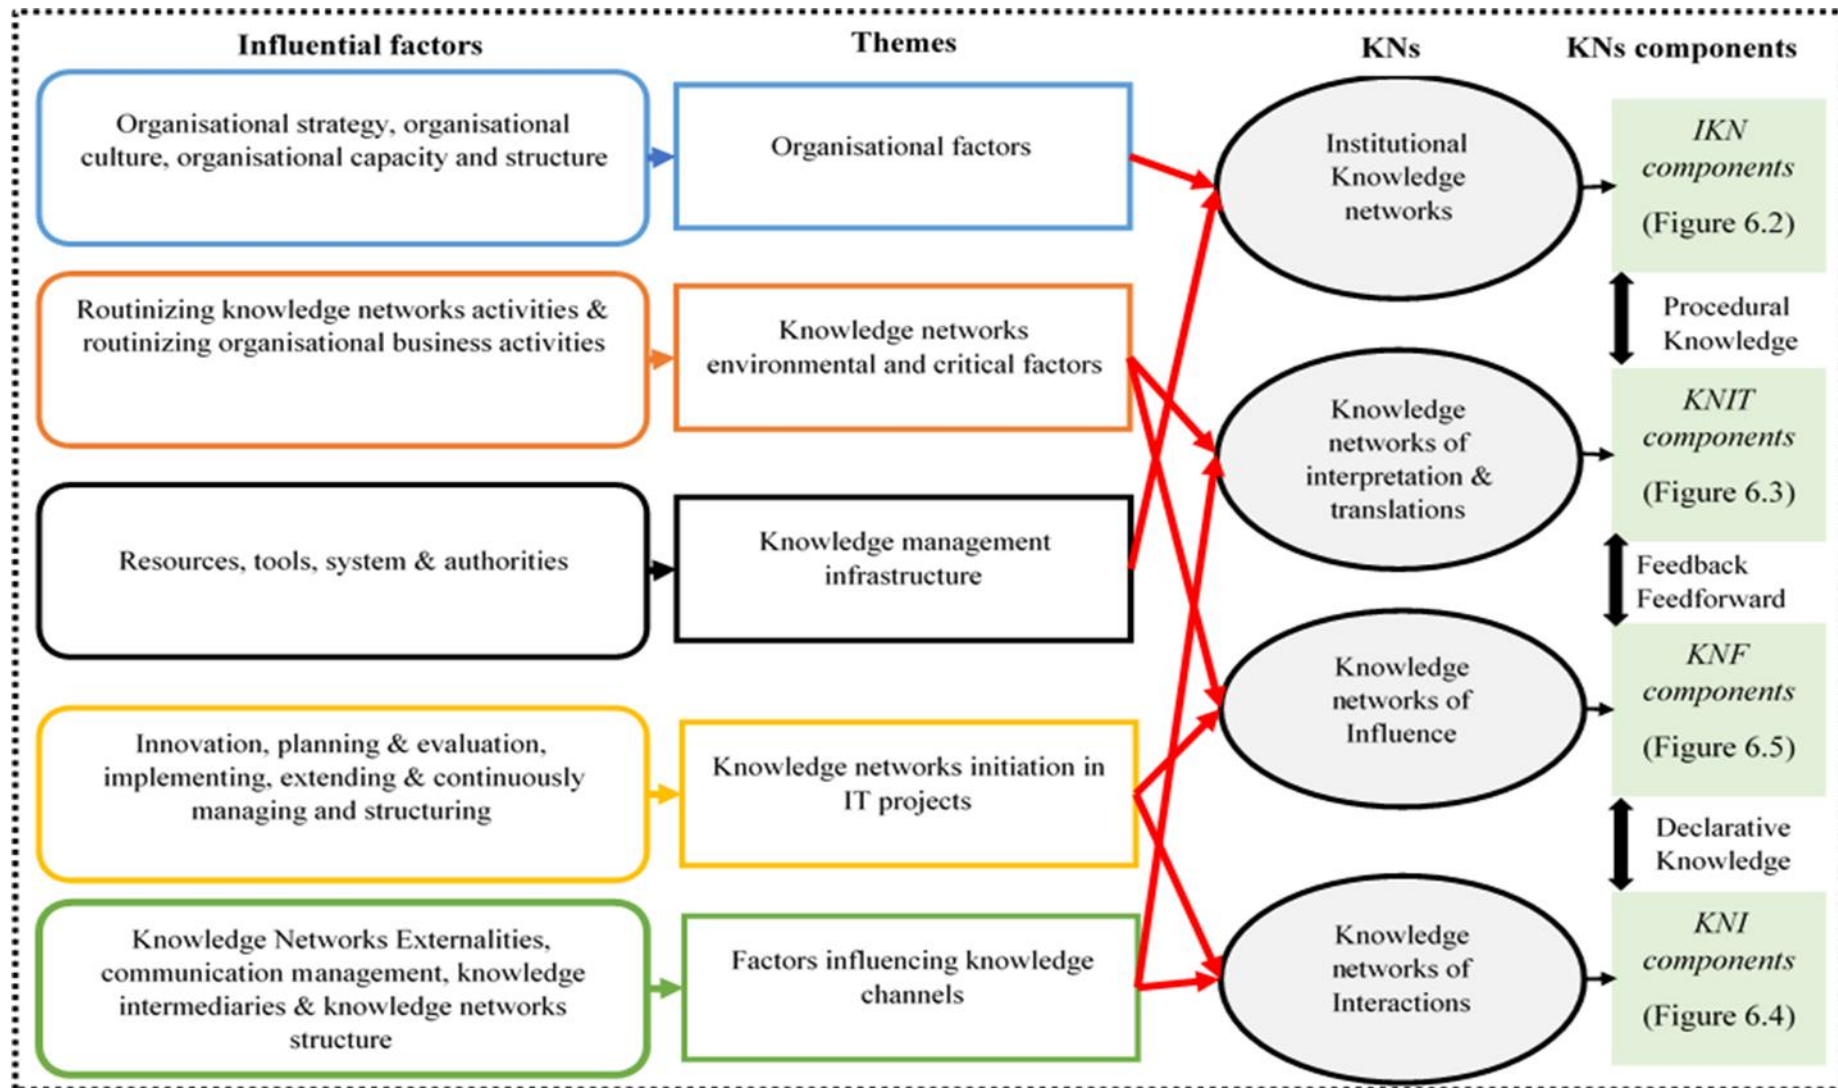 Influential factors
Themes
KNs
KNs components
Organisational strategy, organisational
culture, organisational capacity and structure
Organisational factors
Institutional
Knowledge
networks
IKN
components
(Figure 6.2)
Procedural
Knowledge
Routinizing knowledge networks activities &
routinizing organisational business activities
Knowledge networks
environmental and critical factors
Knowledge
networks of
interpretation &
translations
KNIT
components
(Figure 6.3)
Feedback
Feedforward
Resources, tools, system & authorities
Knowledge management
infrastructure
Knowledge
networks of
Influence
KNF
components
(Figure 6.5)
Declarative
Knowledge
Innovation, planning & evaluation,
implementing, extending & continuously
managing and structuring
Knowledge networks initiation in
IT projects
Knowledge Networks Externalities,
communication management, knowledge
intermediaries & knowledge networks
structure
Factors influencing knowledge
channels
Knowledge
networks of
Interactions
KNI
components
(Figure 6.4)